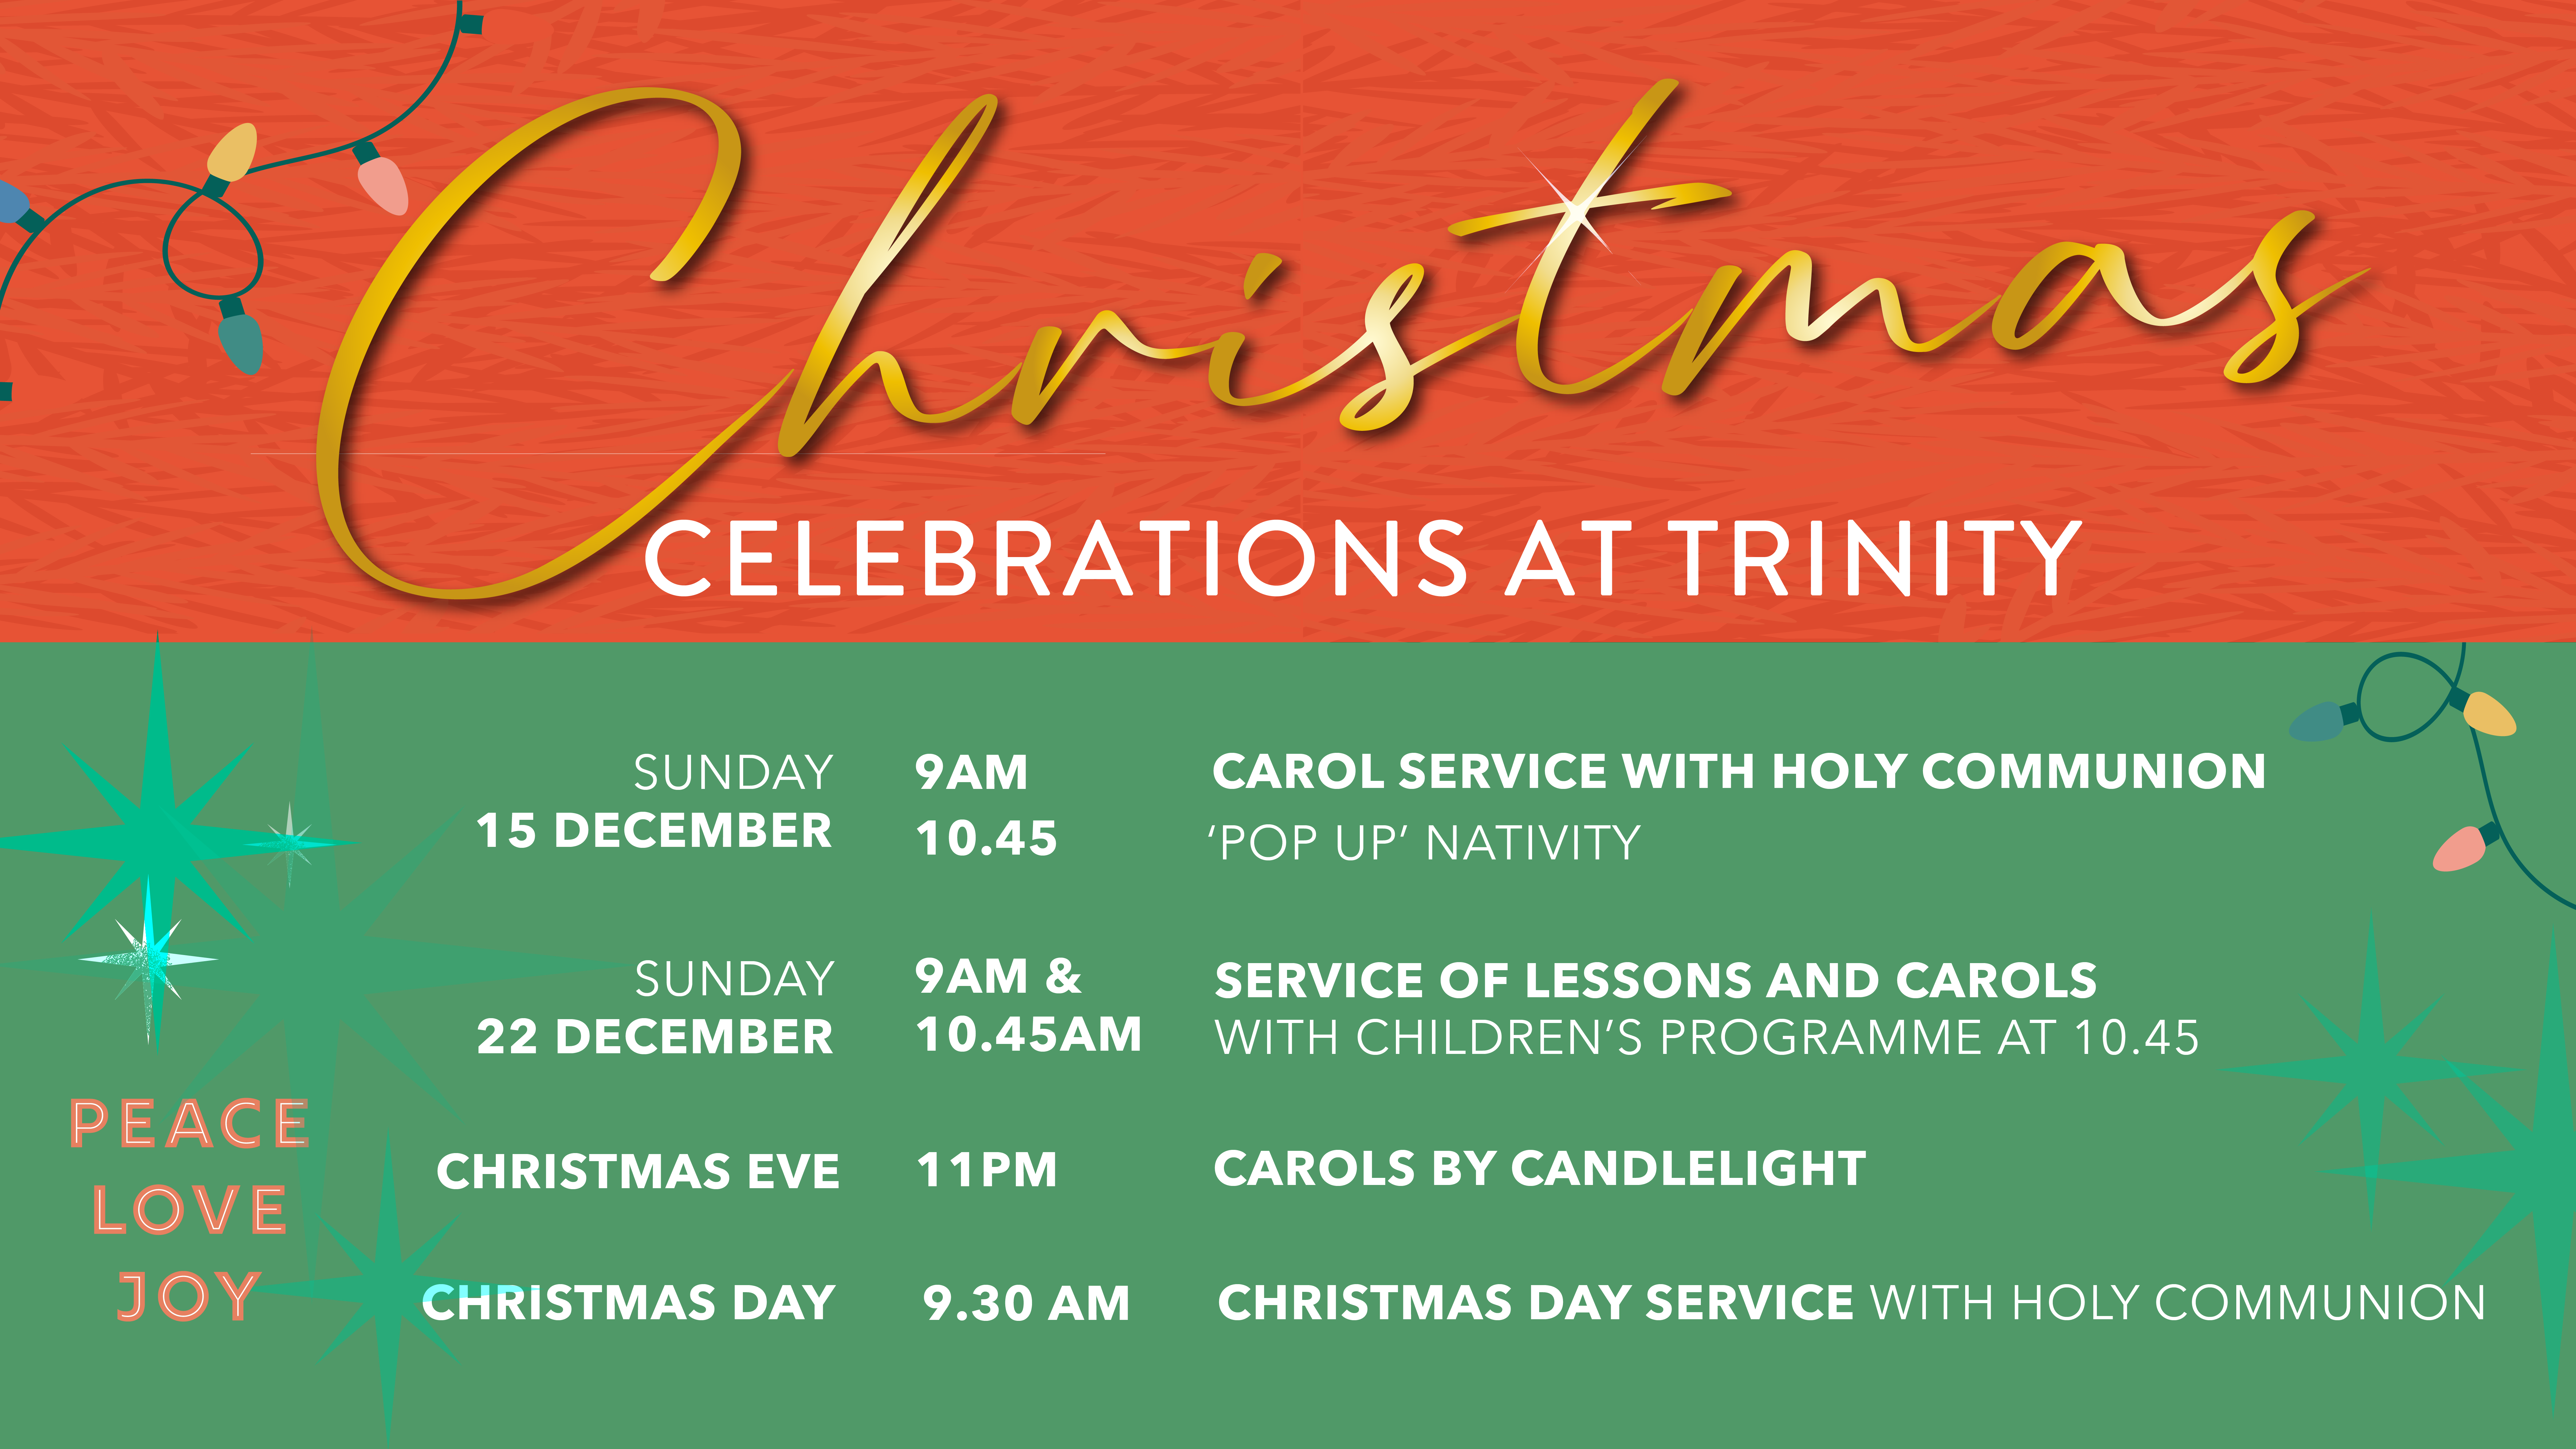 Christmas
CELEBRATIONS AT TRINITY
SUNDAY 9AM CAROL SERVICE WITH HOLY COMMUNION
15 DECEMBER 10.45 ‘POP UP’ NATIVITY
SUNDAY 9AM & SERVICE OF LESSONS AND CAROLS
22 DECEMBER 10.45AM WITH CHILDREN’S PROGRAMME AT 10.45
CHRISTMAS EVE 11PM CAROLS BY CANDLELIGHT
CHRISTMAS DAY 9.30 AM CHRISTMAS DAY SERVICE WITH HOLY COMMUNION
PEACE
LOVE
JOY